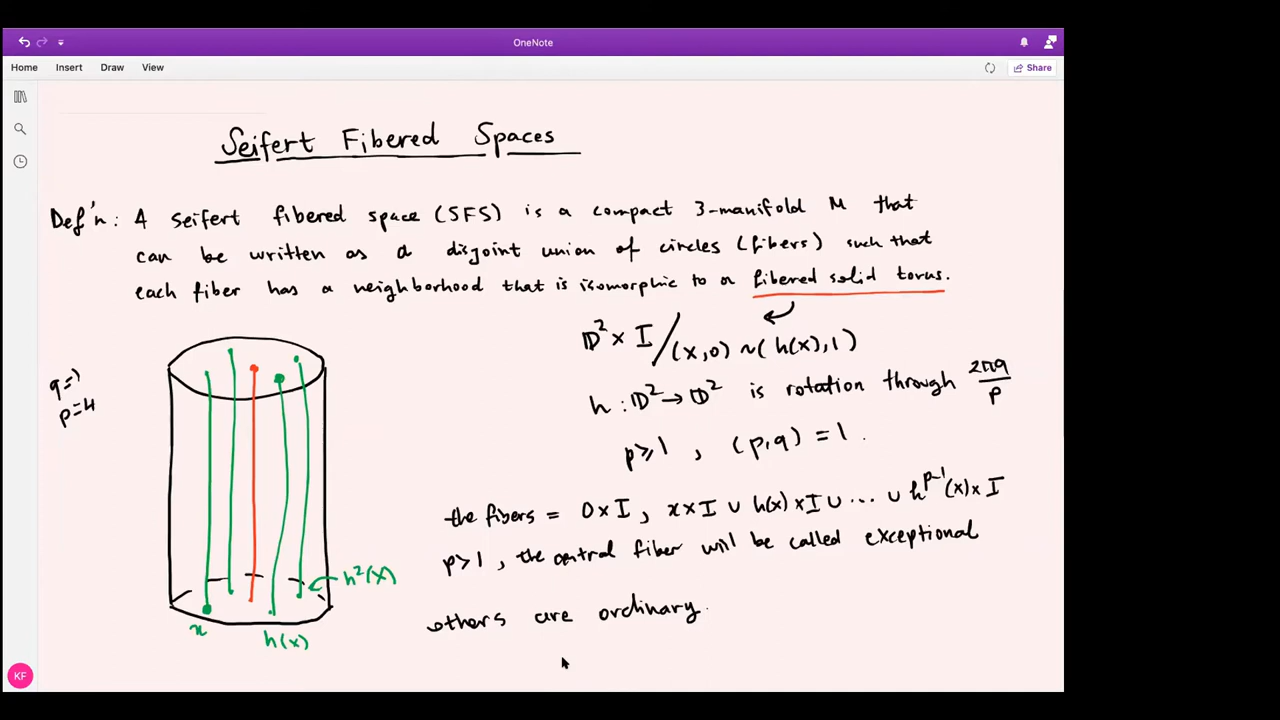 OneNote
Home Insert Draw View Share
Seifert Fibered Spaces
Def'n: A Seifert fibered space (SFS) is a compact 3-manifold M that
can be written as a disjoint union of circles (fibers) such that
each fiber has a neighborhood that is isomorphic to a fibered solid torus.
𝔻² × I / (x,0) ~ (h(x),1)
h : 𝔻² → 𝔻² is rotation through 2πq/p
p ≥ 1 , (p,q) = 1 .
q=1
p=4
the fibers = 0×I , x×I ∪ h(x)×I ∪ ... ∪ h^{p-1}(x)×I
p>1 , the central fiber will be called exceptional
others are ordinary.
x
h(x)
h²(x)
KF